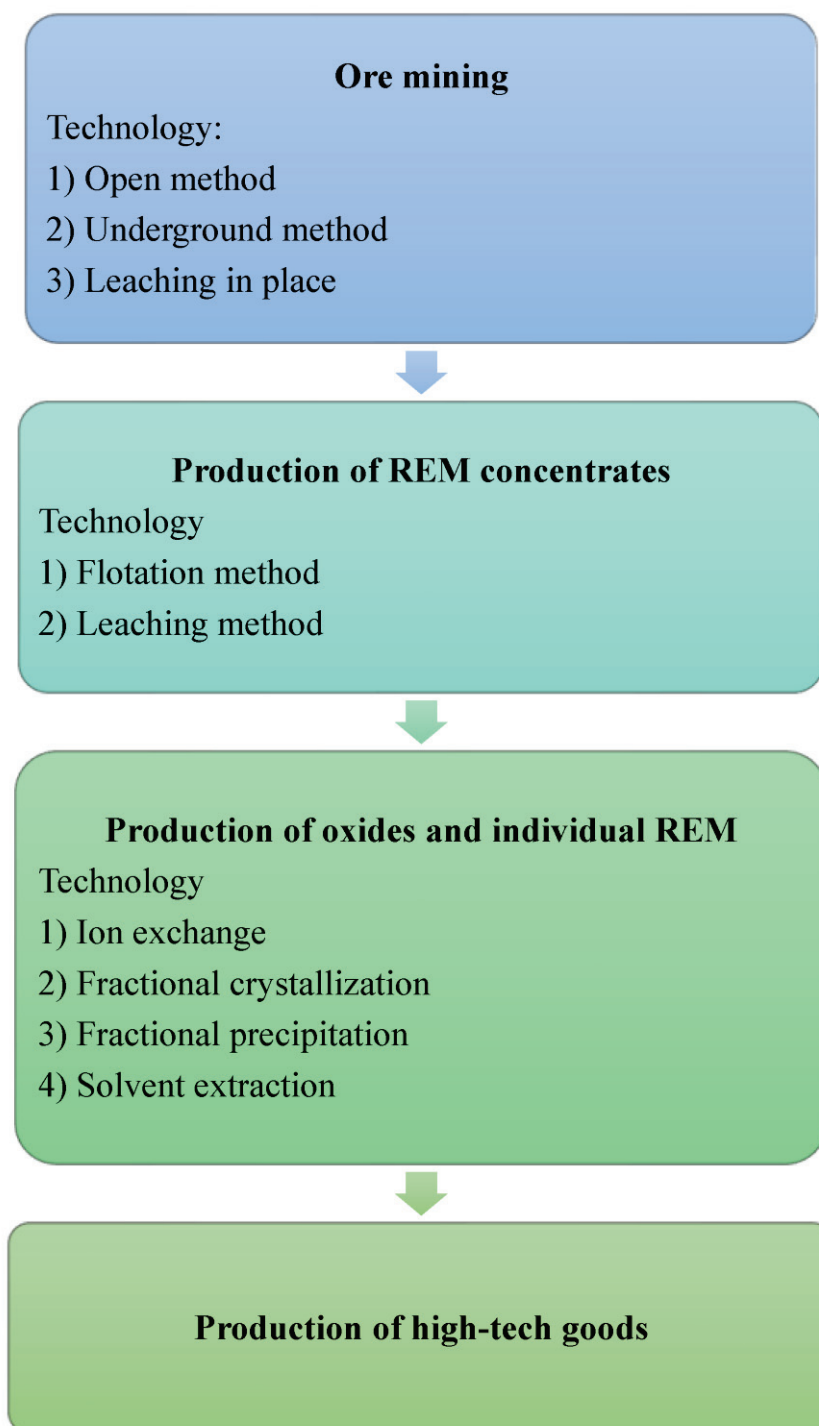 Ore mining
Technology:
1) Open method
2) Underground method
3) Leaching in place
Production of REM concentrates
Technology
1) Flotation method
2) Leaching method
Production of oxides and individual REM
Technology
1) Ion exchange
2) Fractional crystallization
3) Fractional precipitation
4) Solvent extraction
Production of high-tech goods